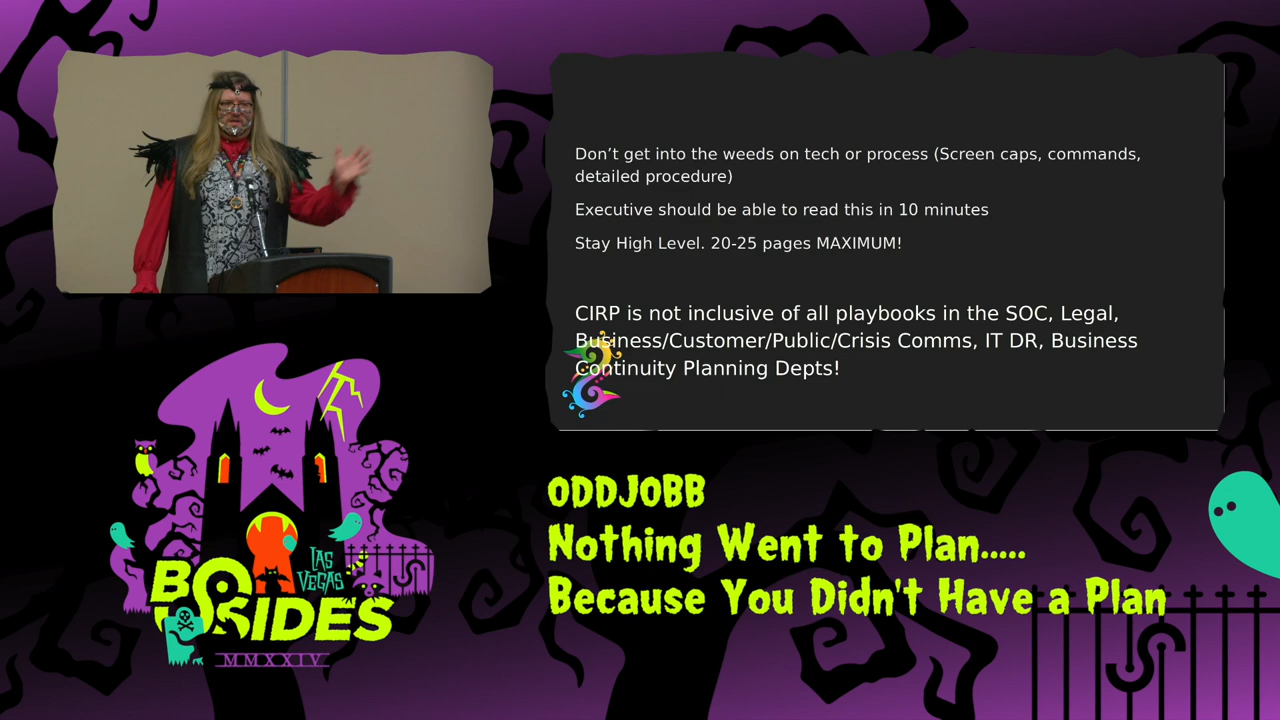 Don’t get into the weeds on tech or process (Screen caps, commands,
detailed procedure)
Executive should be able to read this in 10 minutes
Stay High Level. 20-25 pages MAXIMUM!
CIRP is not inclusive of all playbooks in the SOC, Legal,
Business/Customer/Public/Crisis Comms, IT DR, Business
Continuity Planning Depts!
LAS
VEGAS
BSIDES
MMXXIV
ODDJOBB
Nothing Went to Plan.....
Because You Didn't Have a Plan